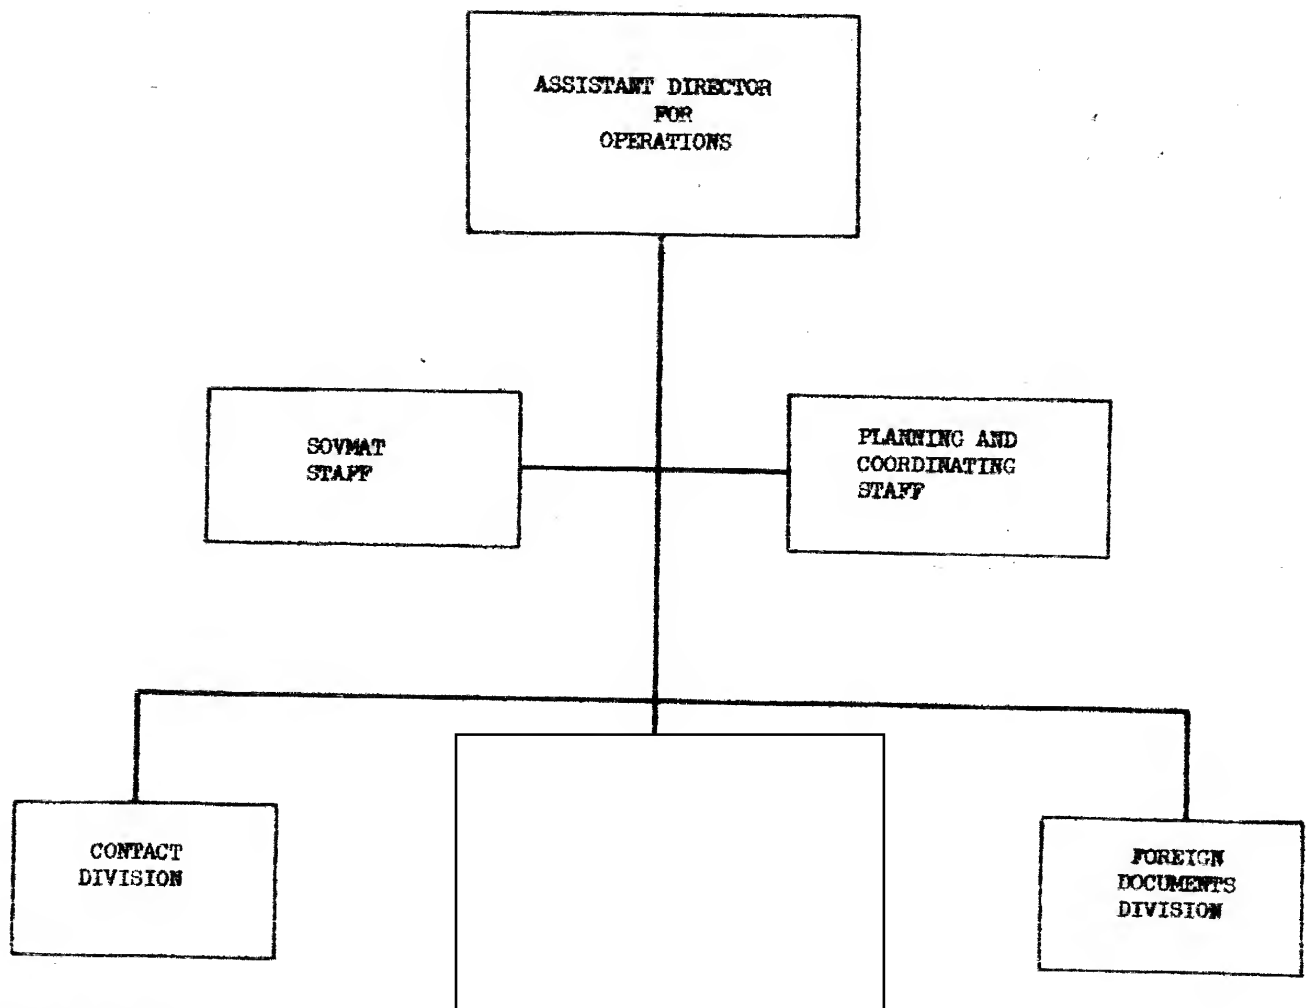 ASSISTANT DIRECTOR
FOR
OPERATIONS
SOVMAT
STAFF
PLANNING AND
COORDINATING
STAFF
CONTACT
DIVISION
FOREIGN
DOCUMENTS
DIVISION